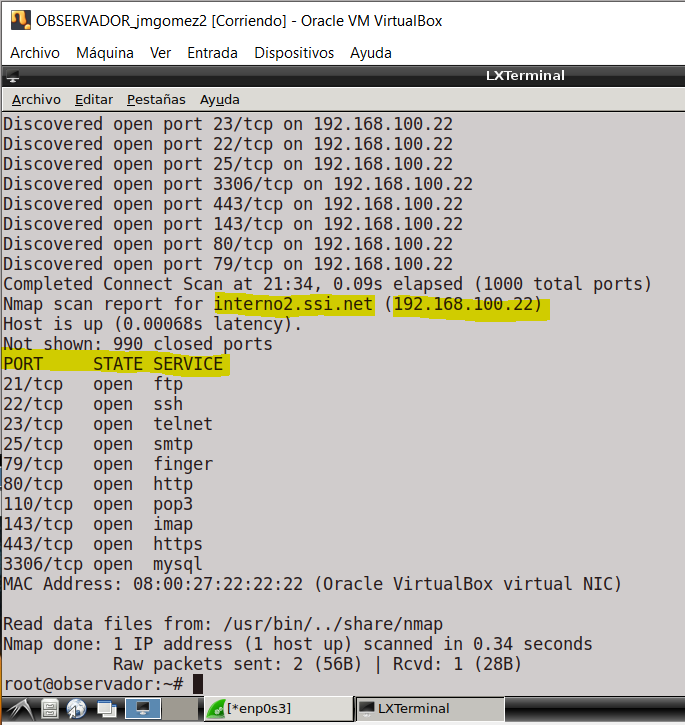 OBSERVADOR_jmgomez2 [Corriendo] - Oracle VM VirtualBox
Archivo Máquina Ver Entrada Dispositivos Ayuda
LXTerminal
Archivo Editar Pestañas Ayuda
Discovered open port 23/tcp on 192.168.100.22
Discovered open port 22/tcp on 192.168.100.22
Discovered open port 25/tcp on 192.168.100.22
Discovered open port 3306/tcp on 192.168.100.22
Discovered open port 443/tcp on 192.168.100.22
Discovered open port 143/tcp on 192.168.100.22
Discovered open port 80/tcp on 192.168.100.22
Discovered open port 79/tcp on 192.168.100.22
Completed Connect Scan at 21:34, 0.09s elapsed (1000 total ports)
Nmap scan report for interno2.ssi.net (192.168.100.22)
Host is up (0.00068s latency).
Not shown: 990 closed ports
PORT     STATE SERVICE
21/tcp   open  ftp
22/tcp   open  ssh
23/tcp   open  telnet
25/tcp   open  smtp
79/tcp   open  finger
80/tcp   open  http
110/tcp  open  pop3
143/tcp  open  imap
443/tcp  open  https
3306/tcp open  mysql
MAC Address: 08:00:27:22:22:22 (Oracle VirtualBox virtual NIC)
Read data files from: /usr/bin/../share/nmap
Nmap done: 1 IP address (1 host up) scanned in 0.34 seconds
Raw packets sent: 2 (56B) | Rcvd: 1 (28B)
root@observador:~#
[*enp0s3] LXTerminal